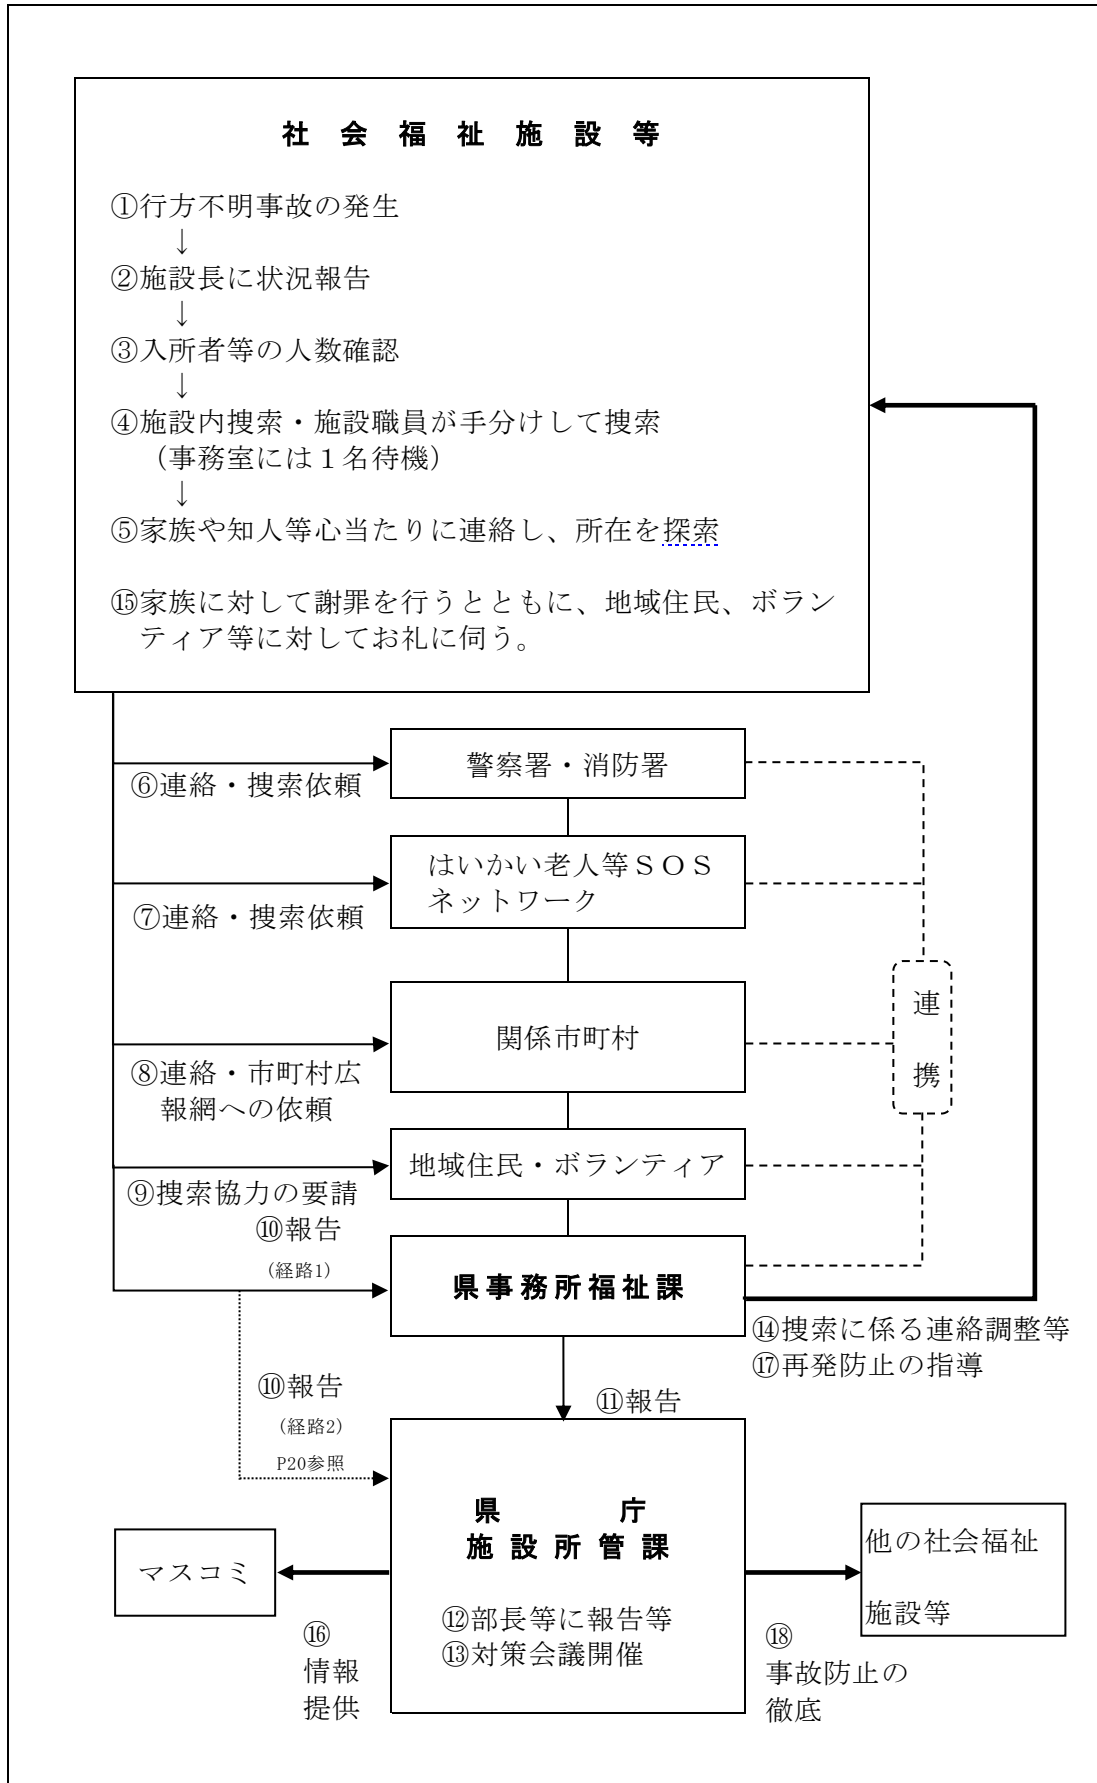 社 会 福 祉 施 設 等
①行方不明事故の発生
↓
②施設長に状況報告
↓
③入所者等の人数確認
↓
④施設内捜索・施設職員が手分けして捜索
（事務室には１名待機）
↓
⑤家族や知人等心当たりに連絡し、所在を探索
⑮家族に対して謝罪を行うとともに、地域住民、ボラン
ティア等に対してお礼に伺う。
警察署・消防署
⑥連絡・捜索依頼
はいかい老人等ＳＯＳ
ネットワーク
⑦連絡・捜索依頼
連
携
関係市町村
⑧連絡・市町村広
報網への依頼
地域住民・ボランティア
⑨捜索協力の要請
⑩報告
（経路1）
県事務所福祉課
⑭捜索に係る連絡調整等
⑰再発防止の指導
⑩報告
（経路2）
P20参照
⑪報告
県 庁
施 設 所 管 課
⑫部長等に報告等
⑬対策会議開催
マスコミ
⑯
情報
提供
他の社会福祉
施設等
⑱
事故防止の
徹底